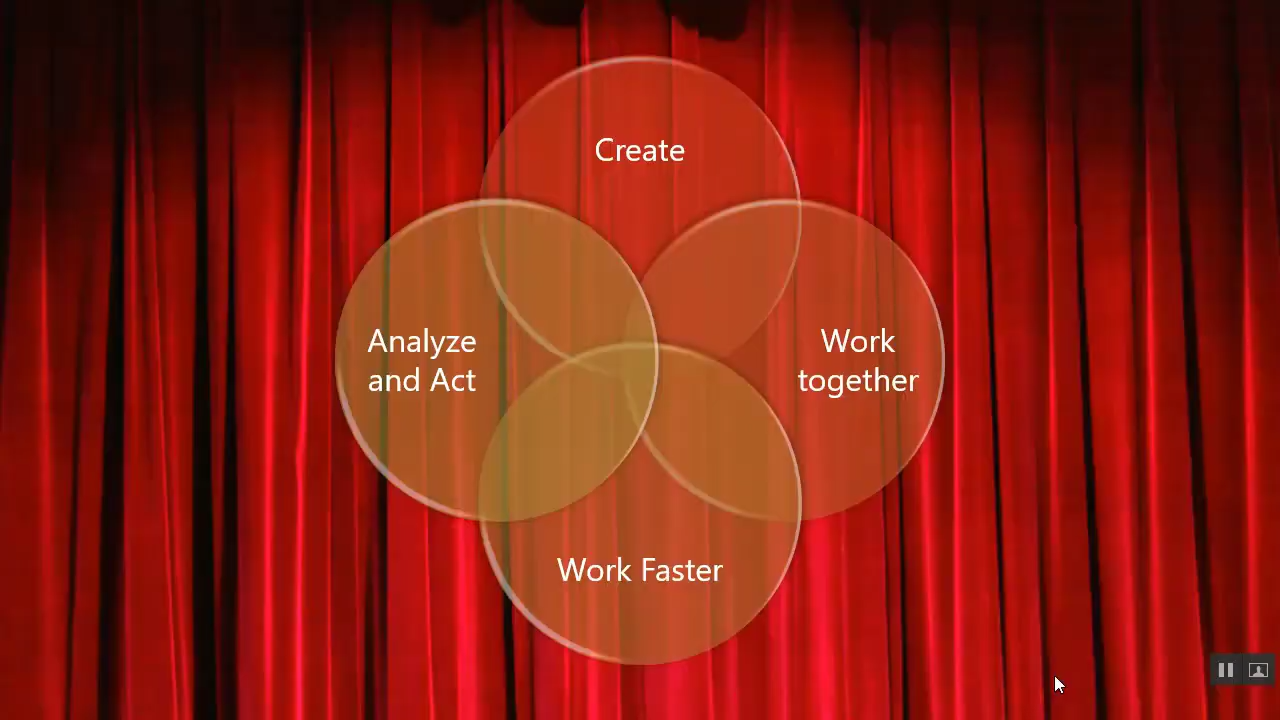 Create
Analyze
and Act
Work
together
Work Faster